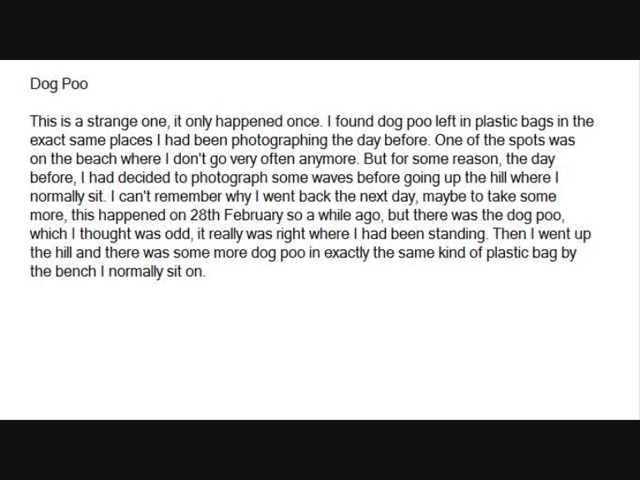 Dog Poo
This is a strange one, it only happened once. I found dog poo left in plastic bags in the
exact same places I had been photographing the day before. One of the spots was
on the beach where I don't go very often anymore. But for some reason, the day
before, I had decided to photograph some waves before going up the hill where I
normally sit. I can't remember why I went back the next day, maybe to take some
more, this happened on 28th February so a while ago, but there was the dog poo,
which I thought was odd, it really was right where I had been standing. Then I went up
the hill and there was some more dog poo in exactly the same kind of plastic bag by
the bench I normally sit on.